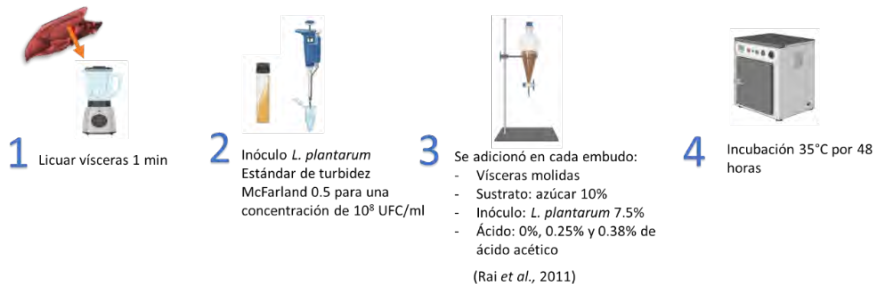 1 Licuar vísceras 1 min
2 Inóculo L. plantarum
Estándar de turbidez
McFarland 0.5 para una
concentración de 10⁸ UFC/ml
3 Se adicionó en cada embudo:
- Vísceras molidas
- Sustrato: azúcar 10%
- Inóculo: L. plantarum 7.5%
- Ácido: 0%, 0.25% y 0.38% de
ácido acético
(Rai et al., 2011)
4 Incubación 35°C por 48
horas